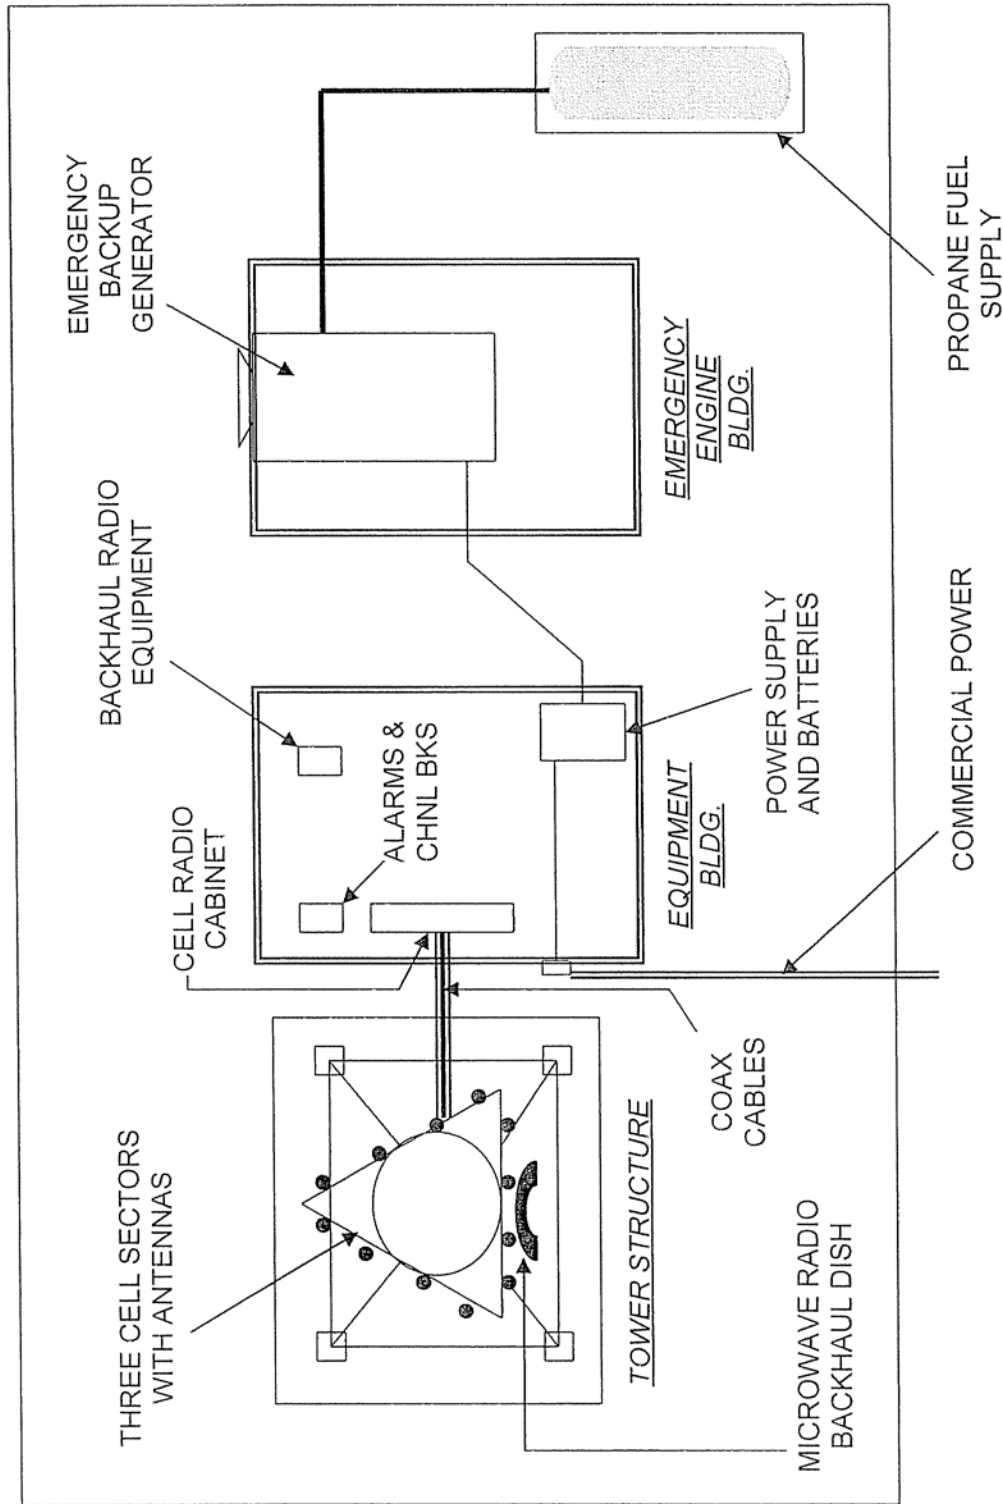 THREE CELL SECTORS
WITH ANTENNAS
CELL RADIO
CABINET
BACKHAUL RADIO
EQUIPMENT
EMERGENCY
BACKUP
GENERATOR
ALARMS &
CHNL BKS
TOWER STRUCTURE
EQUIPMENT
BLDG.
EMERGENCY
ENGINE
BLDG.
COAX
CABLES
POWER SUPPLY
AND BATTERIES
MICROWAVE RADIO
BACKHAUL DISH
COMMERCIAL POWER
PROPANE FUEL
SUPPLY